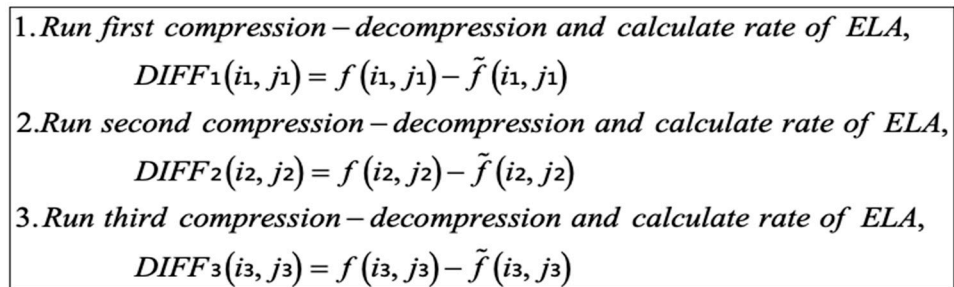 1.Run first compression–decompression and calculate rate of ELA,
DIFF1(i1, j1) = f (i1, j1) – f̃ (i1, j1)
2.Run second compression–decompression and calculate rate of ELA,
DIFF2(i2, j2) = f (i2, j2) – f̃ (i2, j2)
3.Run third compression–decompression and calculate rate of ELA,
DIFF3(i3, j3) = f (i3, j3) – f̃ (i3, j3)